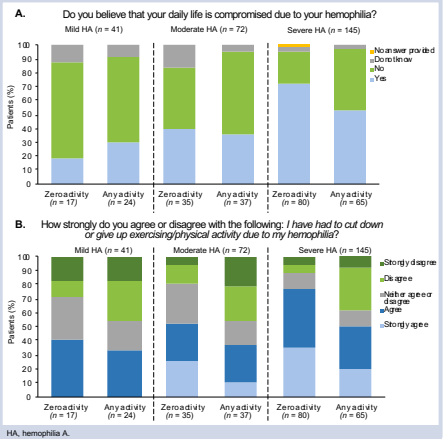 A. Do you believe that your daily life is compromised due to your hemophilia?
Mild HA (n = 41)
Moderate HA (n = 72)
Severe HA (n = 145)
Patients (%)
100
90
80
70
60
50
40
30
20
10
0
No answer provided
Do not know
No
Yes
Zero activity
(n = 17)
Any activity
(n = 24)
Zero activity
(n = 35)
Any activity
(n = 37)
Zero activity
(n = 80)
Any activity
(n = 65)
B. How strongly do you agree or disagree with the following: I have had to cut down
or give up exercising/physical activity due to my hemophilia?
Mild HA (n = 41)
Moderate HA (n = 72)
Severe HA (n = 145)
Patients (%)
100
90
80
70
60
50
40
30
20
10
0
Strongly disagree
Disagree
Neither agree or
disagree
Agree
Strongly agree
Zero activity
(n = 17)
Any activity
(n = 24)
Zero activity
(n = 35)
Any activity
(n = 37)
Zero activity
(n = 80)
Any activity
(n = 65)
HA, hemophilia A.